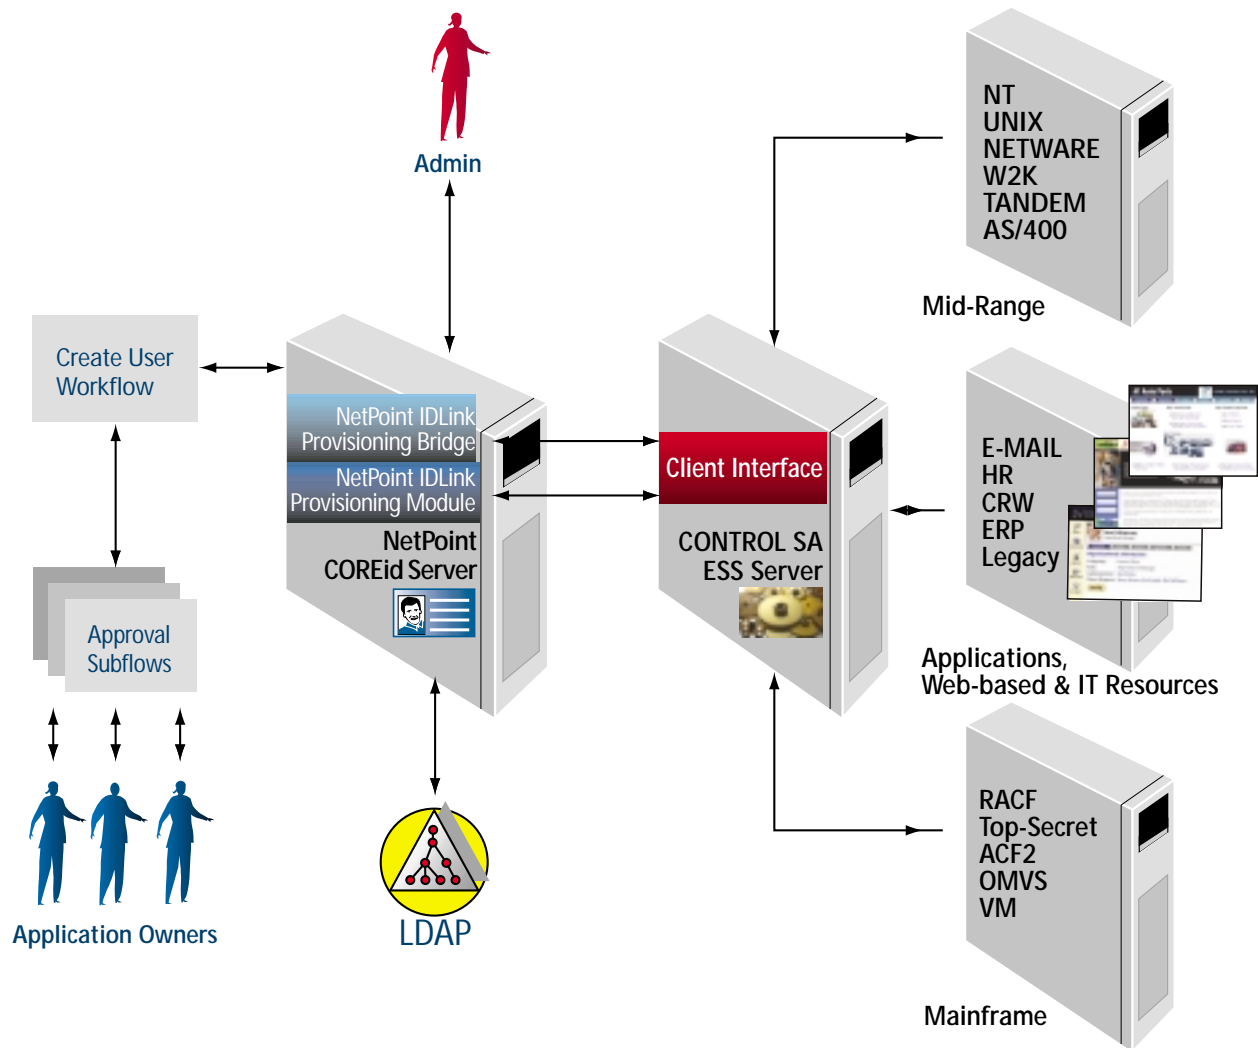 Admin
NT
UNIX
NETWARE
W2K
TANDEM
AS/400
Mid-Range
Create User
Workflow
NetPoint IDLink
Provisioning Bridge
NetPoint IDLink
Provisioning Module
NetPoint
COREid Server
Client Interface
CONTROL SA
ESS Server
E-MAIL
HR
CRW
ERP
Legacy
Applications,
Web-based & IT Resources
Approval
Subflows
Application Owners
LDAP
RACF
Top-Secret
ACF2
OMVS
VM
Mainframe